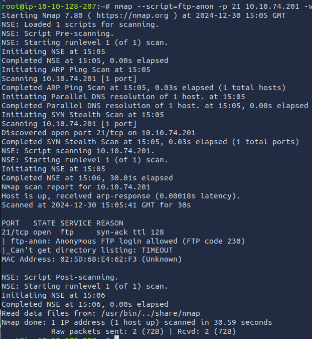 root@ip-10-10-128-207:~# nmap --script=ftp-anon -p 21 10.10.74.201 -v
Starting Nmap 7.80 ( https://nmap.org ) at 2024-12-30 15:05 GMT
NSE: Loaded 1 scripts for scanning.
NSE: Script Pre-scanning.
NSE: Starting runlevel 1 (of 1) scan.
Initiating NSE at 15:05
Completed NSE at 15:05, 0.00s elapsed
Initiating ARP Ping Scan at 15:05
Scanning 10.10.74.201 [1 port]
Completed ARP Ping Scan at 15:05, 0.03s elapsed (1 total hosts)
Initiating Parallel DNS resolution of 1 host. at 15:05
Completed Parallel DNS resolution of 1 host. at 15:05, 0.00s elapsed
Initiating SYN Stealth Scan at 15:05
Scanning 10.10.74.201 [1 port]
Discovered open port 21/tcp on 10.10.74.201
Completed SYN Stealth Scan at 15:05, 0.03s elapsed (1 total ports)
NSE: Script scanning 10.10.74.201.
NSE: Starting runlevel 1 (of 1) scan.
Initiating NSE at 15:05
Completed NSE at 15:06, 30.01s elapsed
Nmap scan report for 10.10.74.201
Host is up, received arp-response (0.00018s latency).
Scanned at 2024-12-30 15:05:41 GMT for 30s
PORT STATE SERVICE REASON
21/tcp open ftp syn-ack ttl 128
| ftp-anon: Anonymous FTP login allowed (FTP code 230)
|_Can't get directory listing: TIMEOUT
MAC Address: 02:5D:68:E4:62:F3 (Unknown)
NSE: Script Post-scanning.
NSE: Starting runlevel 1 (of 1) scan.
Initiating NSE at 15:06
Completed NSE at 15:06, 0.00s elapsed
Read data files from: /usr/bin/../share/nmap
Nmap done: 1 IP address (1 host up) scanned in 30.59 seconds
Raw packets sent: 2 (72B) | Rcvd: 2 (72B)